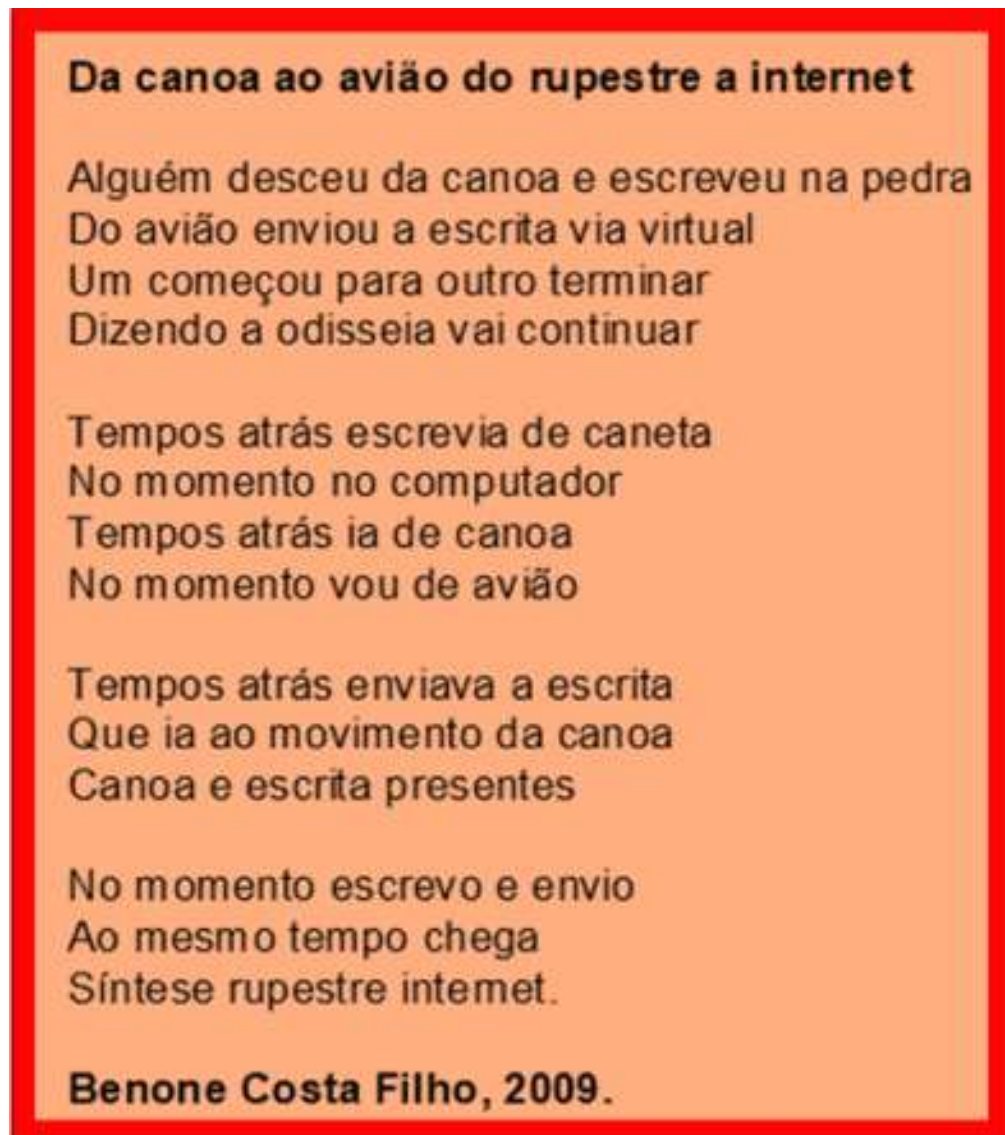 Da canoa ao avião do rupestre a internet
Alguém desceu da canoa e escreveu na pedra
Do avião enviou a escrita via virtual
Um começou para outro terminar
Dizendo a odisseia vai continuar
Tempos atrás escrevia de caneta
No momento no computador
Tempos atrás ia de canoa
No momento vou de avião
Tempos atrás enviava a escrita
Que ia ao movimento da canoa
Canoa e escrita presentes
No momento escrevo e envio
Ao mesmo tempo chega
Síntese rupestre internet.
Benone Costa Filho, 2009.